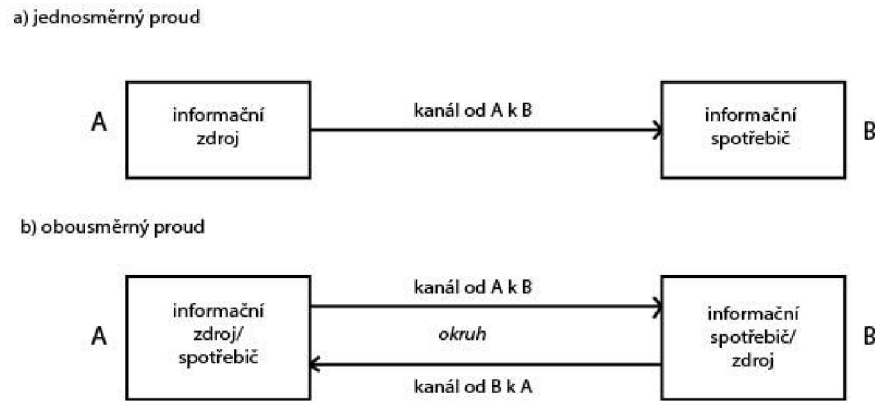 a) jednosměrný proud
A
informační
zdroj
kanál od A k B
informační
spotřebič
B
b) obousměrný proud
A
informační
zdroj/
spotřebič
kanál od A k B
okruh
kanál od B k A
informační
spotřebič/
zdroj
B